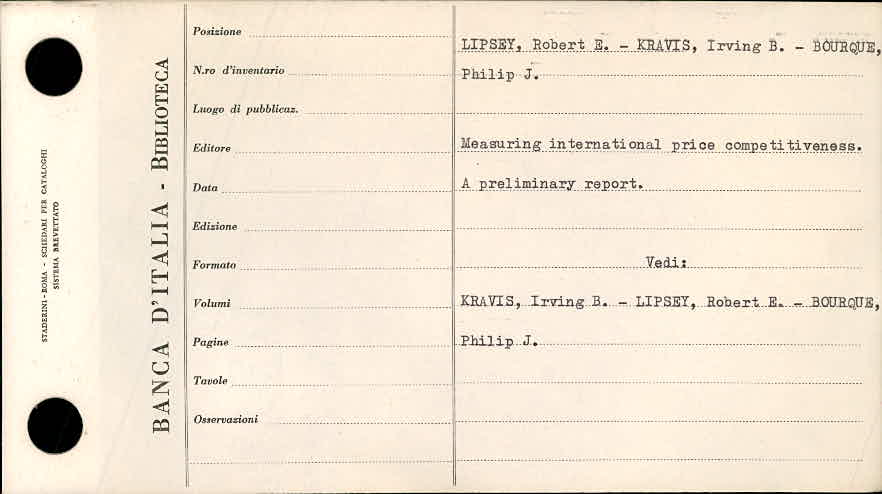 STADERINI-ROMA - SCHEDARI PER CATALOGHI
SISTEMA BREVETTATO
BANCA D'ITALIA - BIBLIOTECA
Posizione
N.ro d'inventario
Luogo di pubblicaz.
Editore
Data
Edizione
Formato
Volumi
Pagine
Tavole
Osservazioni
LIPSEY, Robert E. - KRAVIS, Irving B. - BOURQUE,
Philip J.
Measuring international price competitiveness.
A preliminary report.
Vedi:
KRAVIS, Irving B. - LIPSEY, Robert E. - BOURQUE,
Philip J.